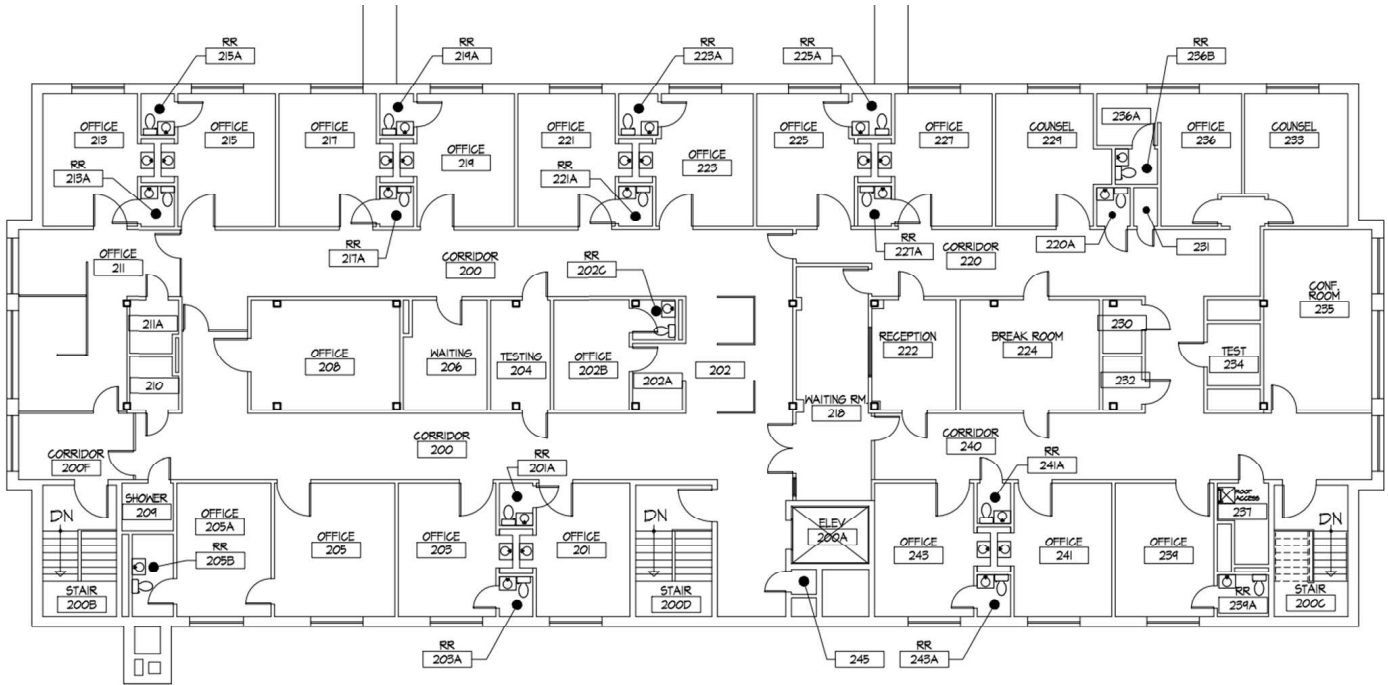 RR
215A
RR
219A
RR
223A
RR
225A
RR
236B
OFFICE
213
OFFICE
215
OFFICE
217
OFFICE
219
OFFICE
221
OFFICE
223
OFFICE
225
OFFICE
227
COUNSEL
229
236A
OFFICE
236
COUNSEL
233
RR
213A
RR
221A
OFFICE
211
RR
217A
CORRIDOR
200
RR
202C
RR
227A
CORRIDOR
220
220A
231
CONF.
ROOM
235
211A
210
OFFICE
208
WAITING
206
TESTING
204
OFFICE
202B
202A
202
WAITING RM.
218
RECEPTION
222
BREAK ROOM
224
230
232
TEST
234
CORRIDOR
200F
CORRIDOR
200
RR
201A
CORRIDOR
240
RR
241A
DN
SHOWER
209
OFFICE
205A
RR
205B
OFFICE
205
OFFICE
203
OFFICE
201
DN
ELEV
200A
OFFICE
243
OFFICE
241
OFFICE
239
ROOF
ACCESS
237
DN
STAIR
200B
STAIR
200D
RR
239A
STAIR
200C
RR
203A
245
RR
243A